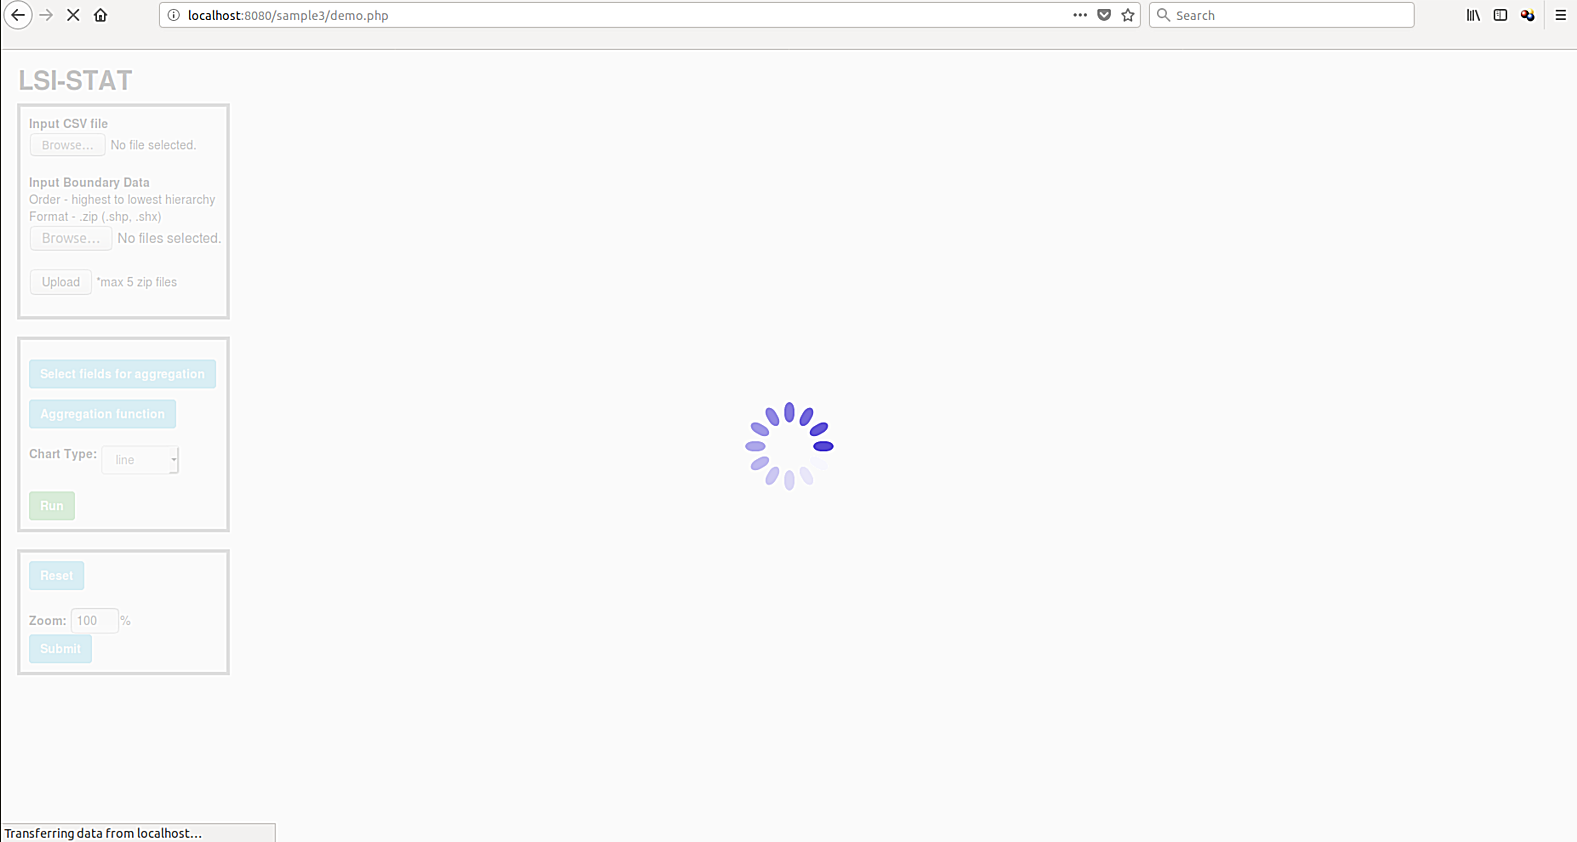 localhost:8080/sample3/demo.php
Search
LSI-STAT
Input CSV file
Browse... No file selected.
Input Boundary Data
Order - highest to lowest hierarchy
Format - .zip (.shp, .shx)
Browse... No files selected.
Upload *max 5 zip files
Select fields for aggregation
Aggregation function
Chart Type: line
Run
Reset
Zoom: 100 %
Submit
Transferring data from localhost...